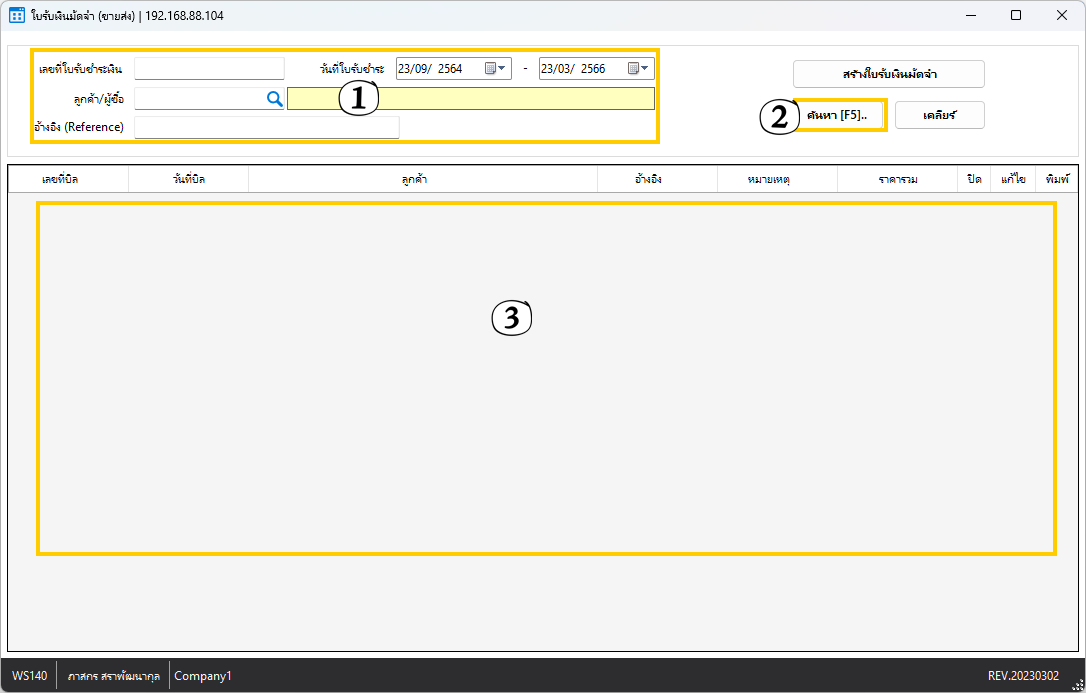 ใบรับเงินมัดจำ (ขายส่ง) | 192.168.88.104
เลขที่ใบรับชำระเงิน วันที่ใบรับชำระ 23/09/ 2564 - 23/03/ 2566 สร้างใบรับเงินมัดจำ
ลูกค้า/ผู้ซื้อ 1 2 ค้นหา [F5].. เคลียร์
อ้างอิง (Reference)
เลขที่บิล วันที่บิล ลูกค้า อ้างอิง หมายเหตุ ราคารวม ปิด แก้ไข พิมพ์
3
WS140 ภาสกร สราพัฒนากุล Company1 REV.20230302